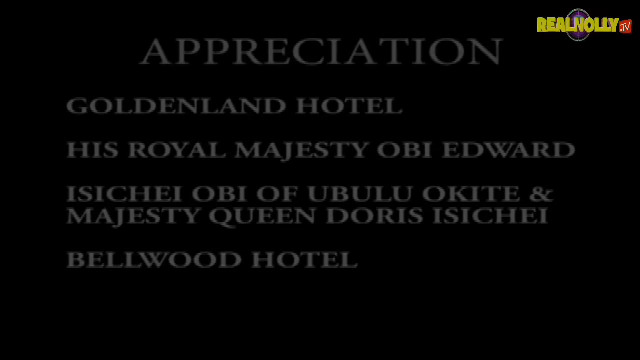 REALNOLLY.TV
APPRECIATION
GOLDENLAND HOTEL
HIS ROYAL MAJESTY OBI EDWARD
ISICHEI OBI OF UBULU OKITE &
MAJESTY QUEEN DORIS ISICHEI
BELLWOOD HOTEL